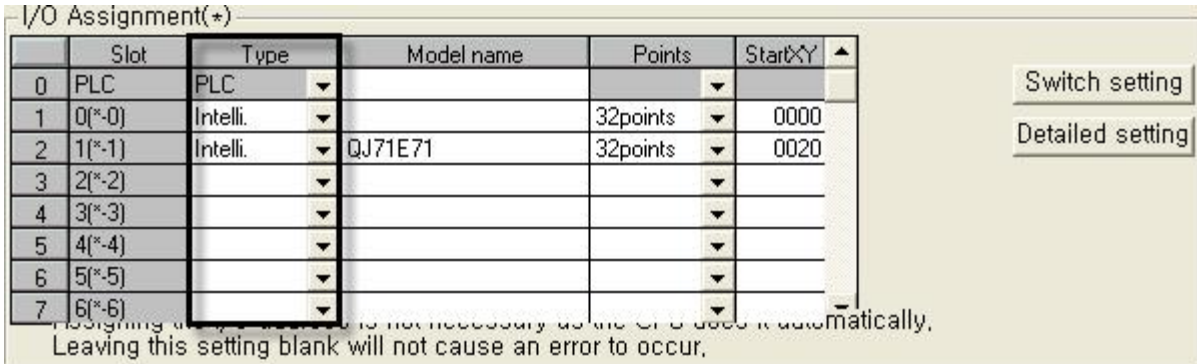 I/O Assignment(*)
Slot Type Model name Points StartXY
0 PLC PLC
1 0(*-0) Intelli. 32points 0000
2 1(*-1) Intelli. QJ71E71 32points 0020
3 2(*-2)
4 3(*-3)
5 4(*-4)
6 5(*-5)
7 6(*-6)
Switch setting
Detailed setting
Assigning the I/O address is not necessary as the CPU does it automatically,
Leaving this setting blank will not cause an error to occur,